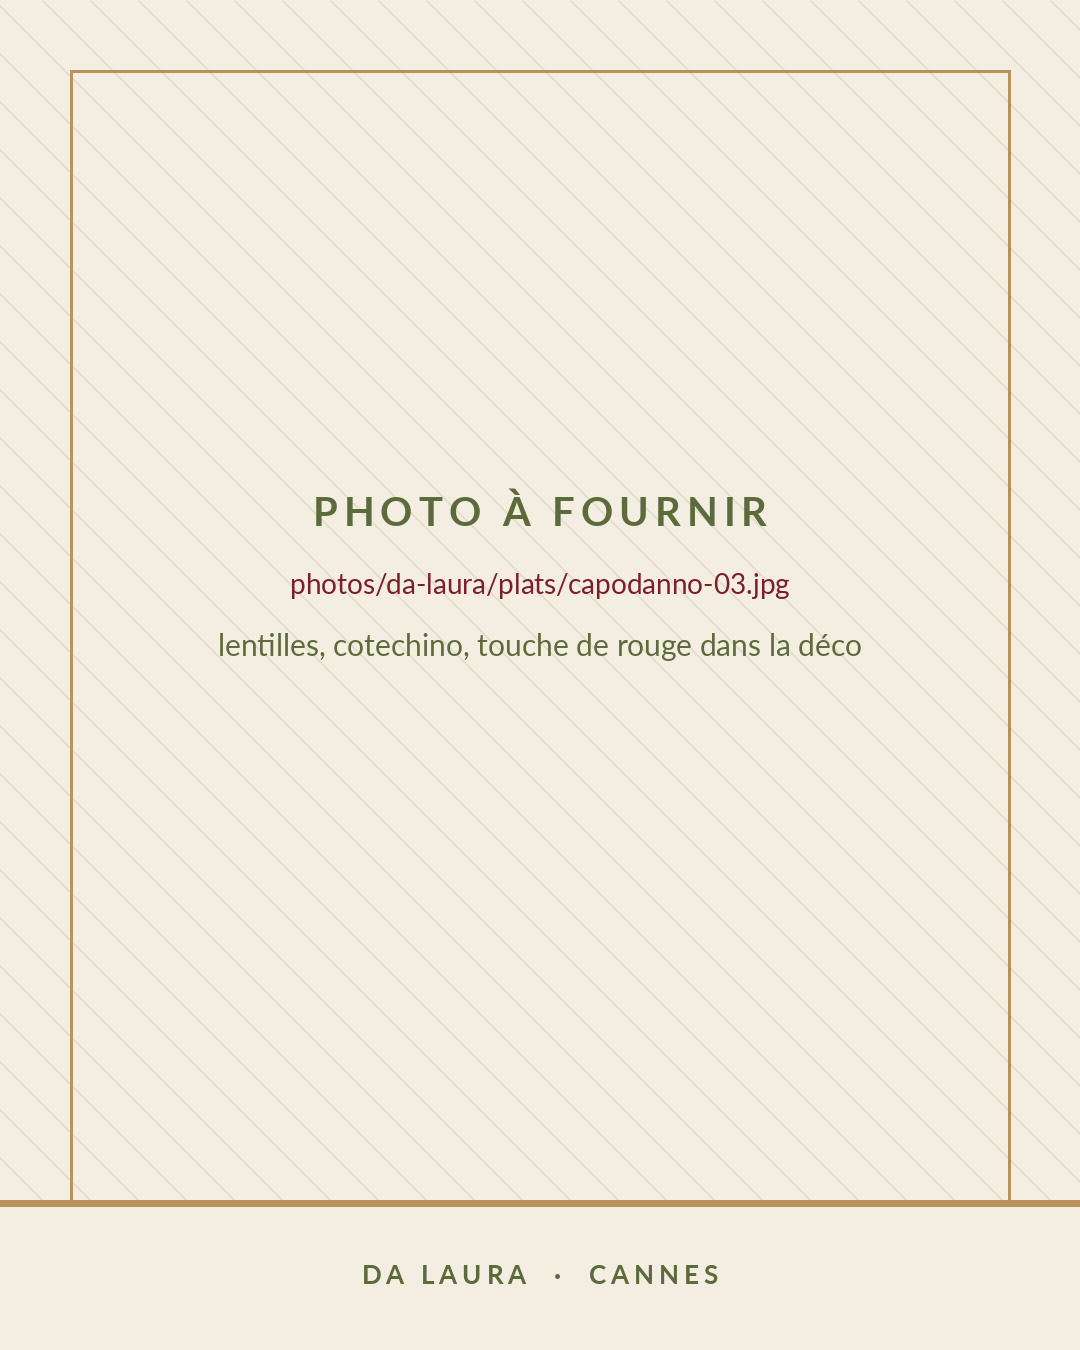 PHOTO À FOURNIR
photos/da-laura/plats/capodanno-03.jpg
lentilles, cotechino, touche de rouge dans la déco
DA LAURA · CANNES